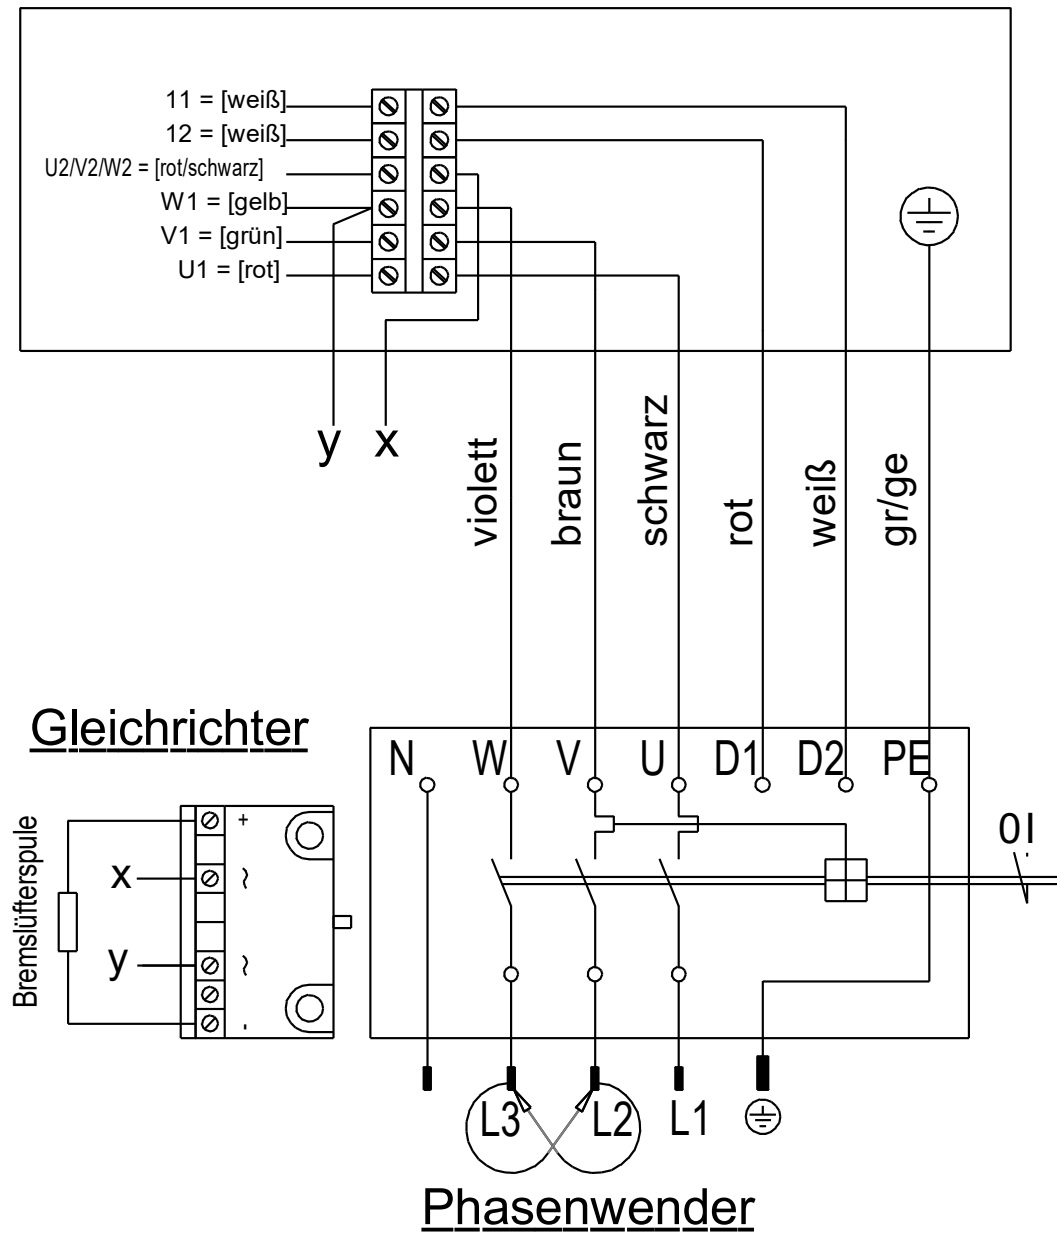 11 = [weiß]
12 = [weiß]
U2/V2/W2 = [rot/schwarz]
W1 = [gelb]
V1 = [grün]
U1 = [rot]
y
x
violett
braun
schwarz
rot
weiß
gr/ge
Gleichrichter
N
W
V
U
D1
D2
PE
0 I
Bremslüfterspule
+
x
~
y
~
-
L3
L2
L1
Phasenwender